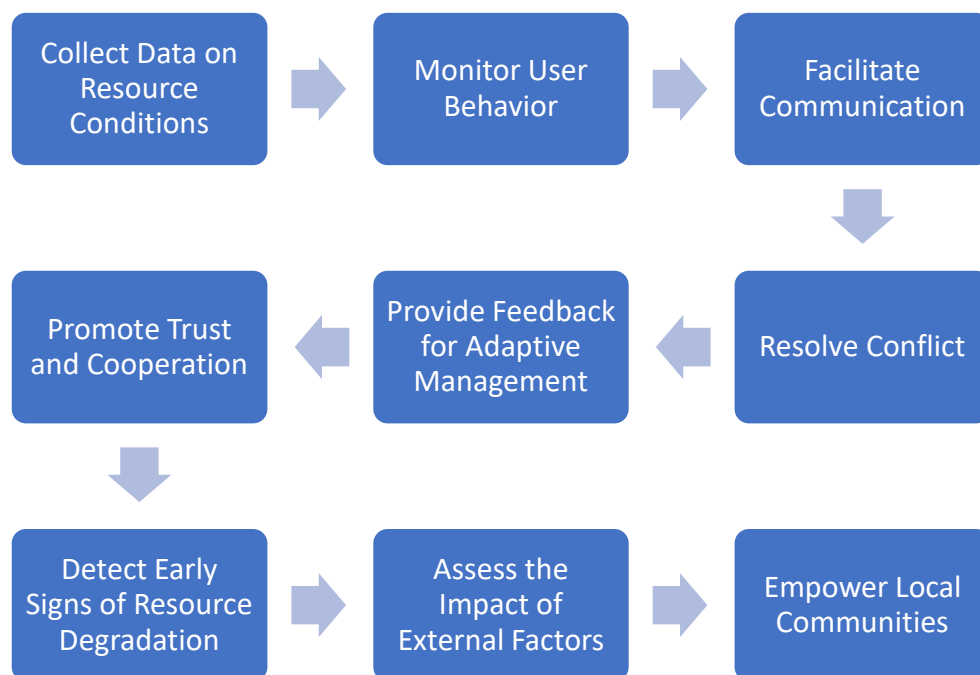 Collect Data on
Resource
Conditions
Monitor User
Behavior
Facilitate
Communication
Resolve Conflict
Provide Feedback
for Adaptive
Management
Promote Trust
and Cooperation
Detect Early
Signs of Resource
Degradation
Assess the
Impact of
External Factors
Empower Local
Communities